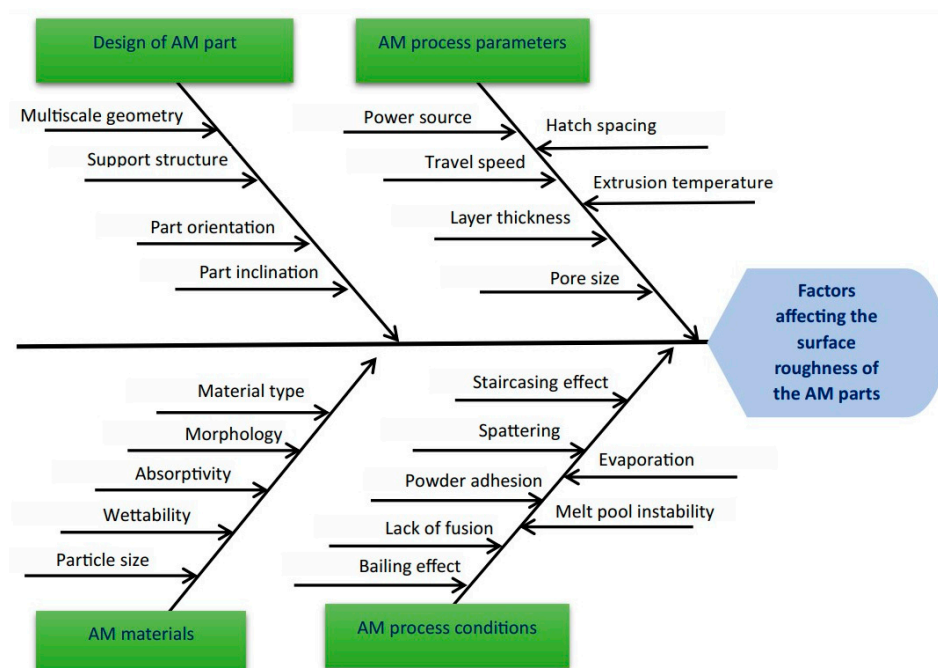 Design of AM part
AM process parameters
Multiscale geometry
Support structure
Part orientation
Part inclination
Power source
Hatch spacing
Travel speed
Extrusion temperature
Layer thickness
Pore size
Factors
affecting the
surface
roughness of
the AM parts
Material type
Morphology
Absorptivity
Wettability
Particle size
Staircasing effect
Spattering
Evaporation
Powder adhesion
Melt pool instability
Lack of fusion
Bailing effect
AM materials
AM process conditions